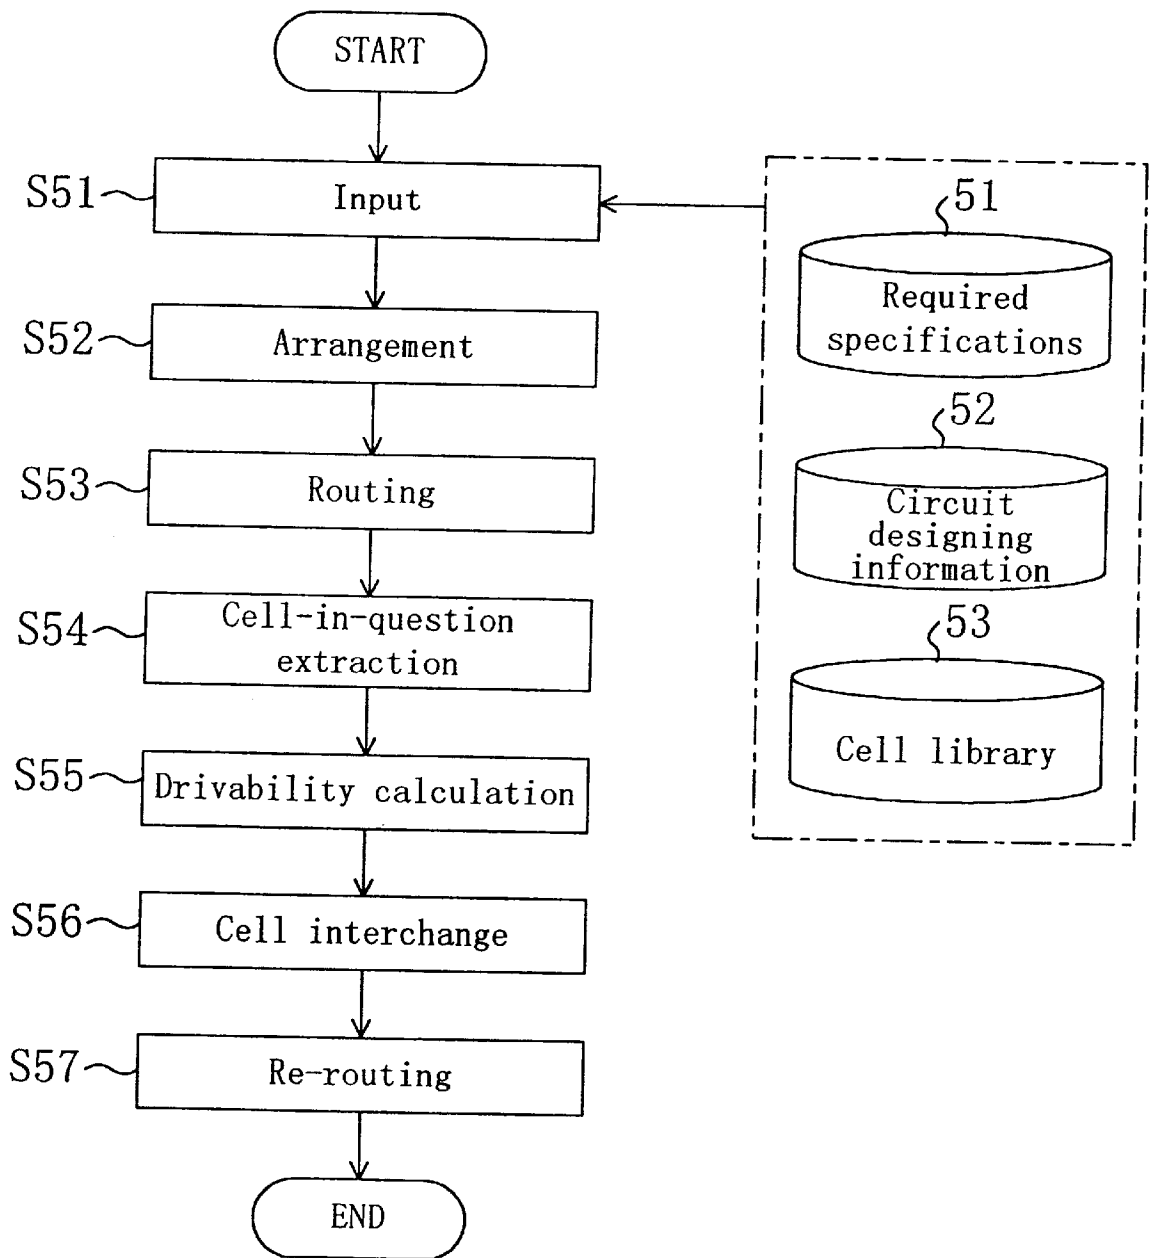 START
S51
Input
S52
Arrangement
S53
Routing
S54
Cell-in-question
extraction
S55
Drivability calculation
S56
Cell interchange
S57
Re-routing
END
51
Required
specifications
52
Circuit
designing
information
53
Cell library